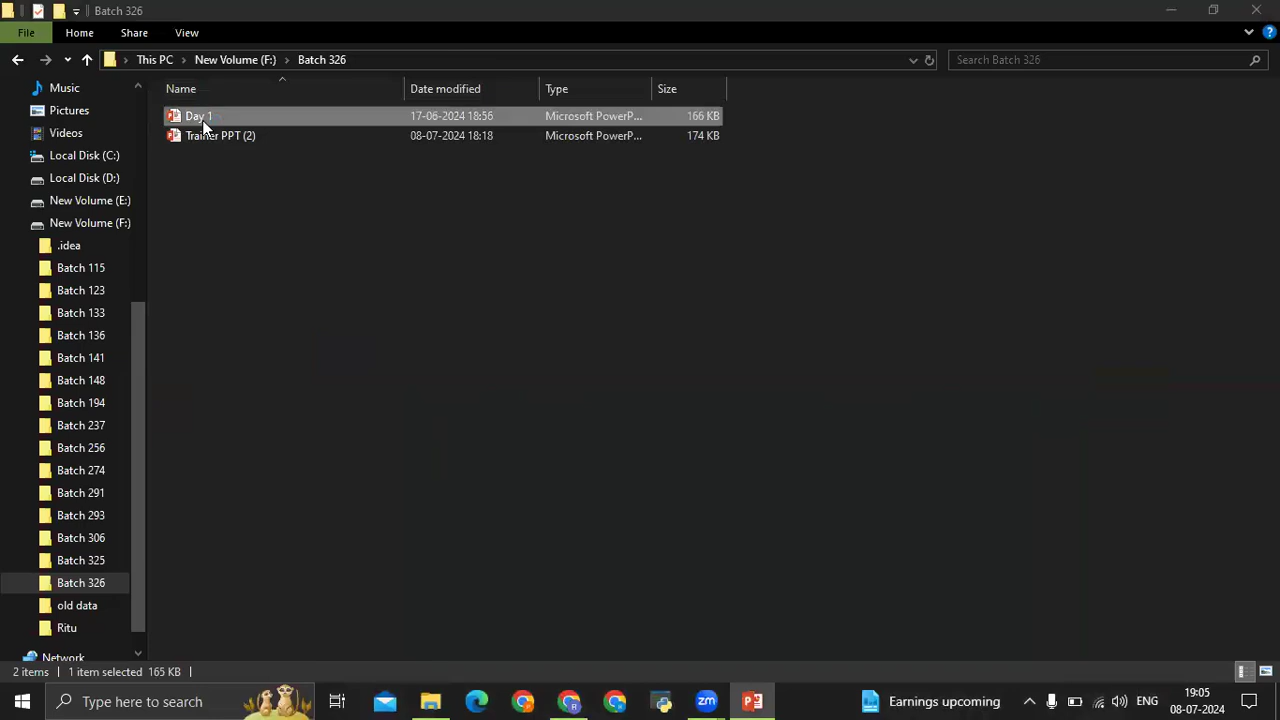 Batch 326
File Home Share View
This PC New Volume (F:) Batch 326 Search Batch 326
Name Date modified Type Size
Day 1 17-06-2024 18:56 Microsoft PowerP... 166 KB
Trainer PPT (2) 08-07-2024 18:18 Microsoft PowerP... 174 KB
Music
Pictures
Videos
Local Disk (C:)
Local Disk (D:)
New Volume (E:)
New Volume (F:)
.idea
Batch 115
Batch 123
Batch 133
Batch 136
Batch 141
Batch 148
Batch 194
Batch 237
Batch 256
Batch 274
Batch 291
Batch 293
Batch 306
Batch 325
Batch 326
old data
Ritu
Network
2 items 1 item selected 165 KB
Type here to search zm Earnings upcoming ENG 19:05
08-07-2024